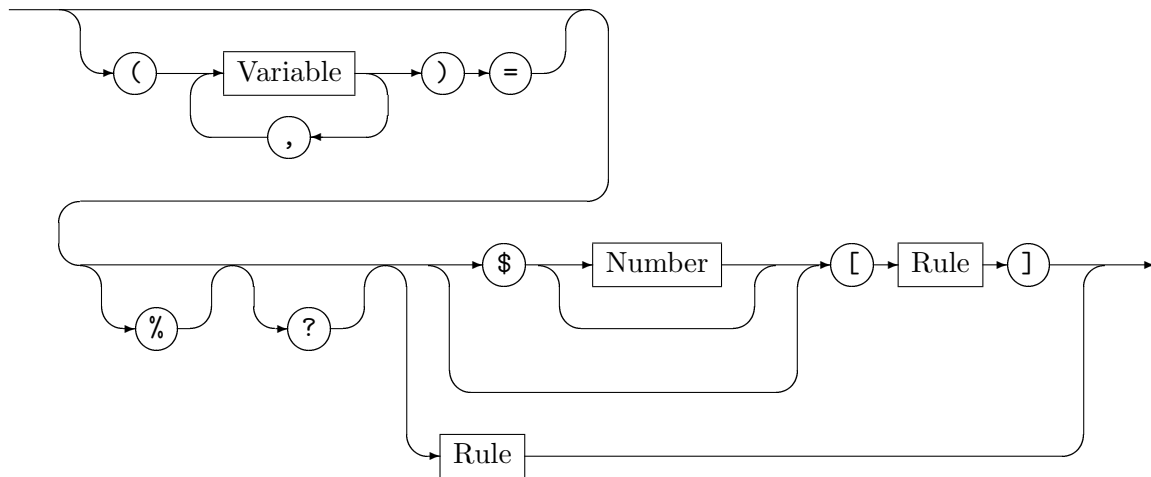 ( Variable ) =
,
$ Number [ Rule ]
% ?
Rule